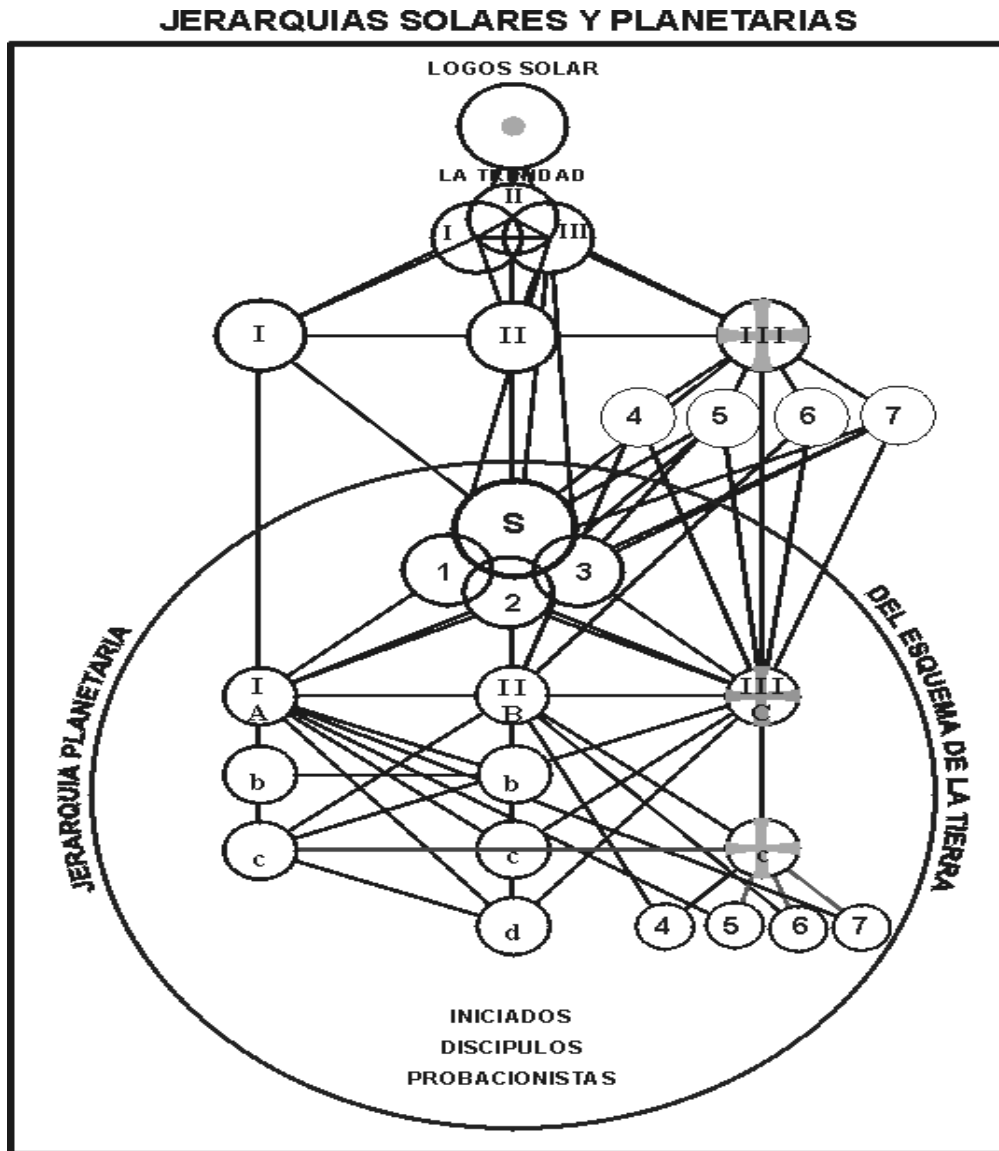 JERARQUIAS SOLARES Y PLANETARIAS
LOGOS SOLAR
LA TRINIDAD
II
I III
I II III
4 5 6 7
S
1 3
2
JERARQUIA PLANETARIA
DEL ESQUEMA DE LA TIERRA
I II III
A B C
b b
c c c
4 5 6 7
d
INICIADOS
DISCIPULOS
PROBACIONISTAS